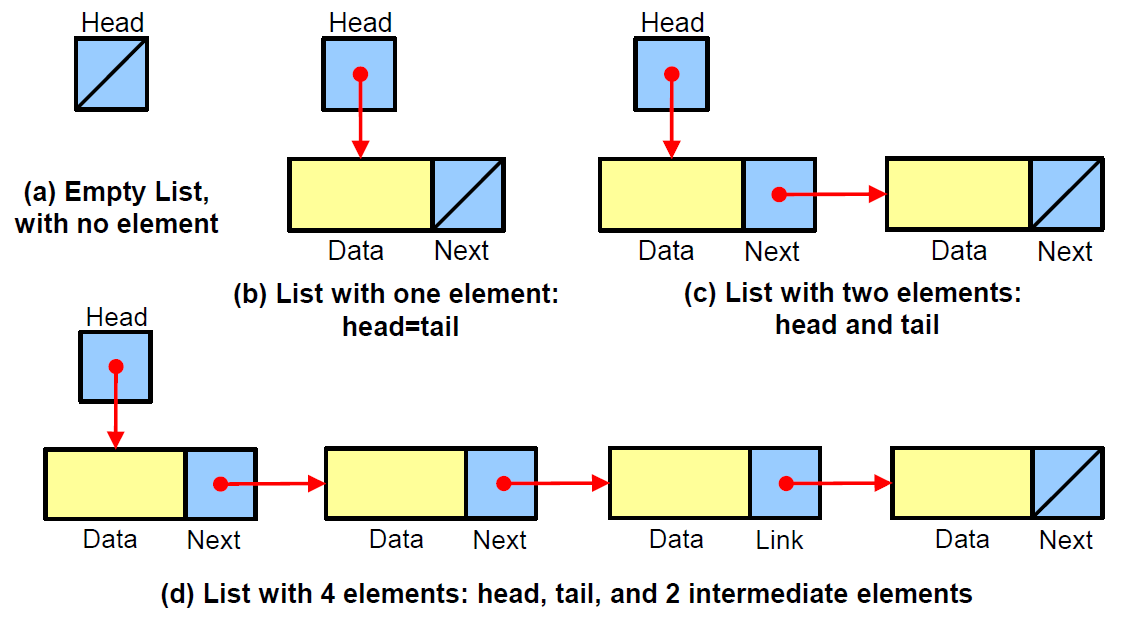 Head
Head
Head
(a) Empty List,
with no element
Data Next
Data Next
Data Next
(b) List with one element:
head=tail
(c) List with two elements:
head and tail
Head
Data Next
Data Next
Data Link
Data Next
(d) List with 4 elements: head, tail, and 2 intermediate elements